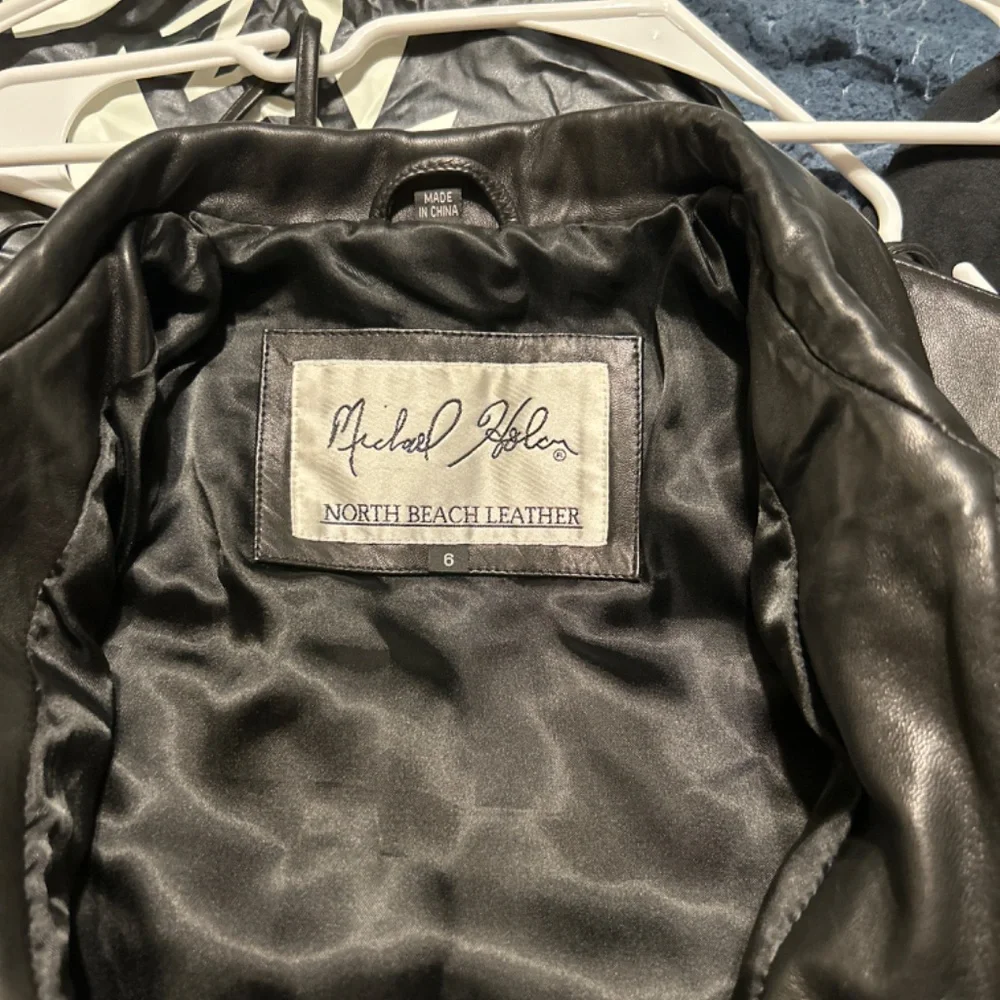 MADE
IN CHINA
Michael Hoban
®
NORTH BEACH LEATHER
6